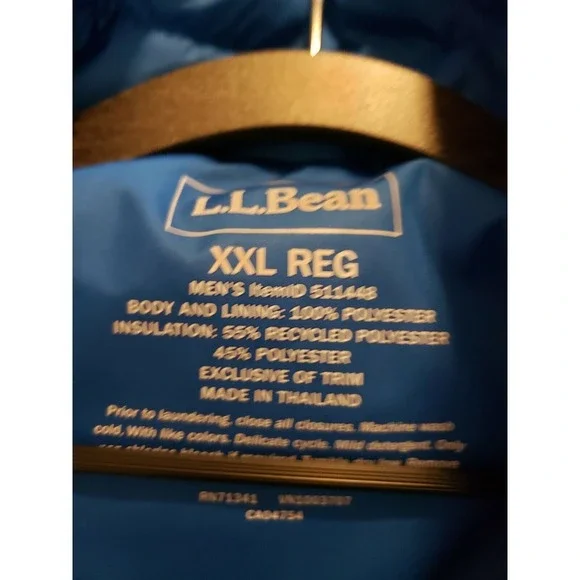 L.L.Bean
XXL REG
MEN'S ItemID 511448
BODY AND LINING: 100% POLYESTER
INSULATION: 55% RECYCLED POLYESTER
45% POLYESTER
EXCLUSIVE OF TRIM
MADE IN THAILAND
Prior to laundering, close all closures. Machine wash
cold. With like colors. Delicate cycle. Mild detergent. Only
RN71341 VN1003707
CA04754